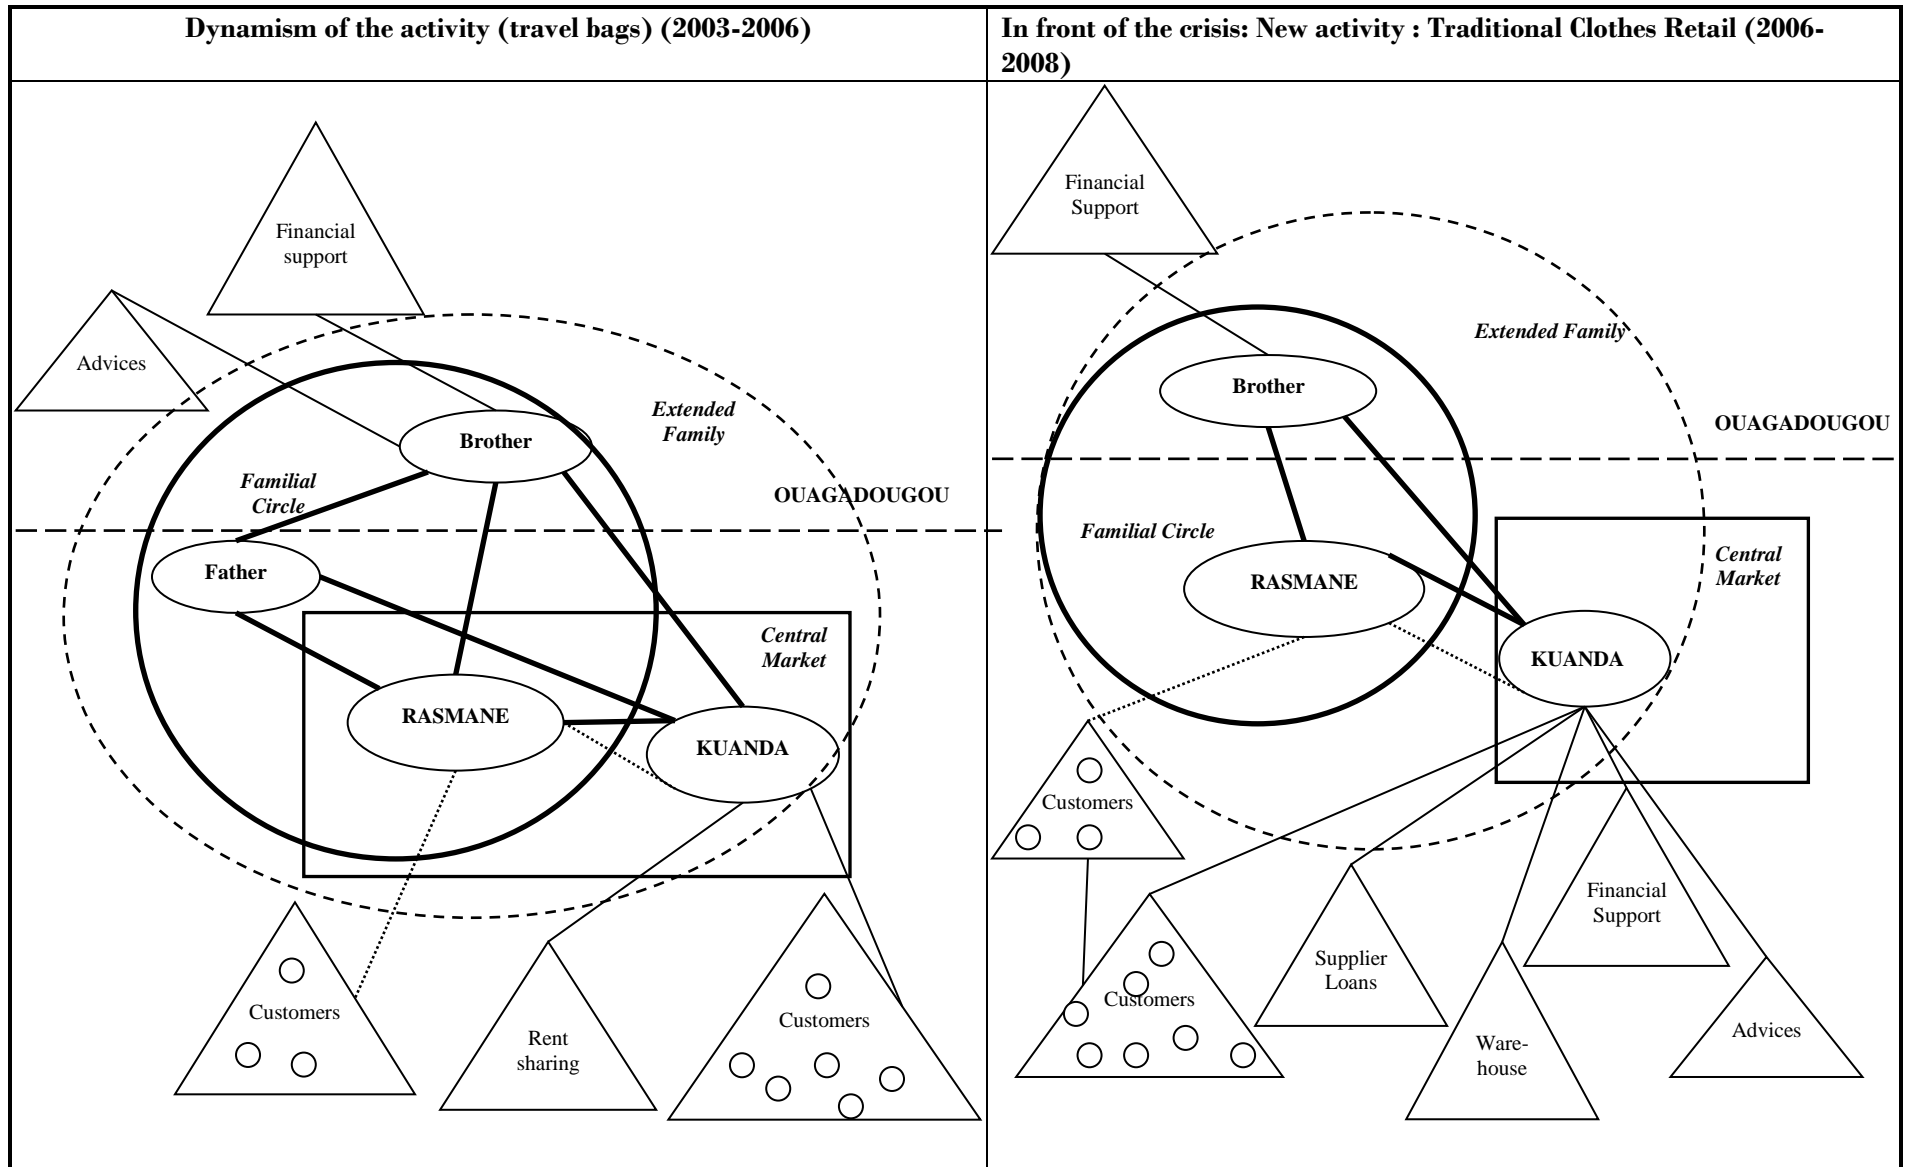 Dynamism of the activity (travel bags) (2003-2006)
Financial
support
Advices
Extended
Family
Brother
Familial
Circle
OUAGADOUGOU
Father
Central
Market
RASMANE
KUANDA
Customers
Rent
sharing
Customers
In front of the crisis: New activity : Traditional Clothes Retail (2006-
2008)
Financial
Support
Extended Family
Brother
OUAGADOUGOU
Familial Circle
Central
Market
RASMANE
KUANDA
Customers
Financial
Support
Supplier
Loans
Customers
Advices
Ware-
house